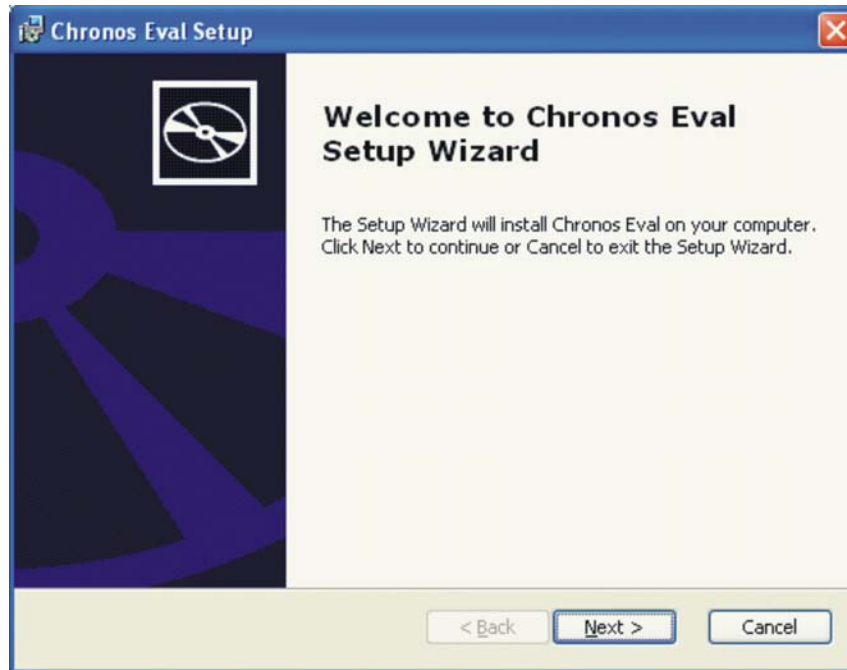 Chronos Eval Setup
Welcome to Chronos Eval
Setup Wizard
The Setup Wizard will install Chronos Eval on your computer.
Click Next to continue or Cancel to exit the Setup Wizard.
< Back
Next >
Cancel